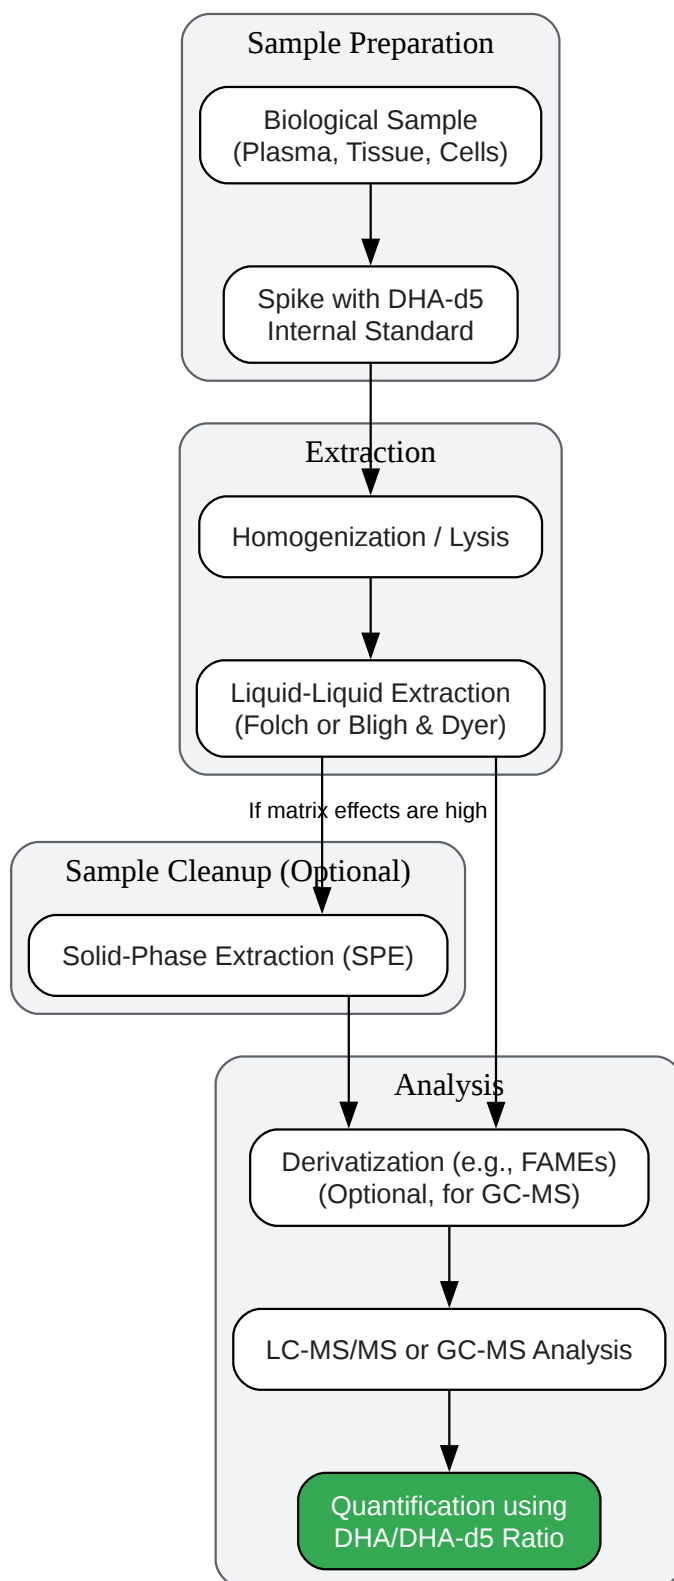 Sample Preparation
Biological Sample
(Plasma, Tissue, Cells)
Spike with DHA-d5
Internal Standard
Extraction
Homogenization / Lysis
Liquid-Liquid Extraction
(Folch or Bligh & Dyer)
If matrix effects are high
Sample Cleanup (Optional)
Solid-Phase Extraction (SPE)
Analysis
Derivatization (e.g., FAMEs)
(Optional, for GC-MS)
LC-MS/MS or GC-MS Analysis
Quantification using
DHA/DHA-d5 Ratio